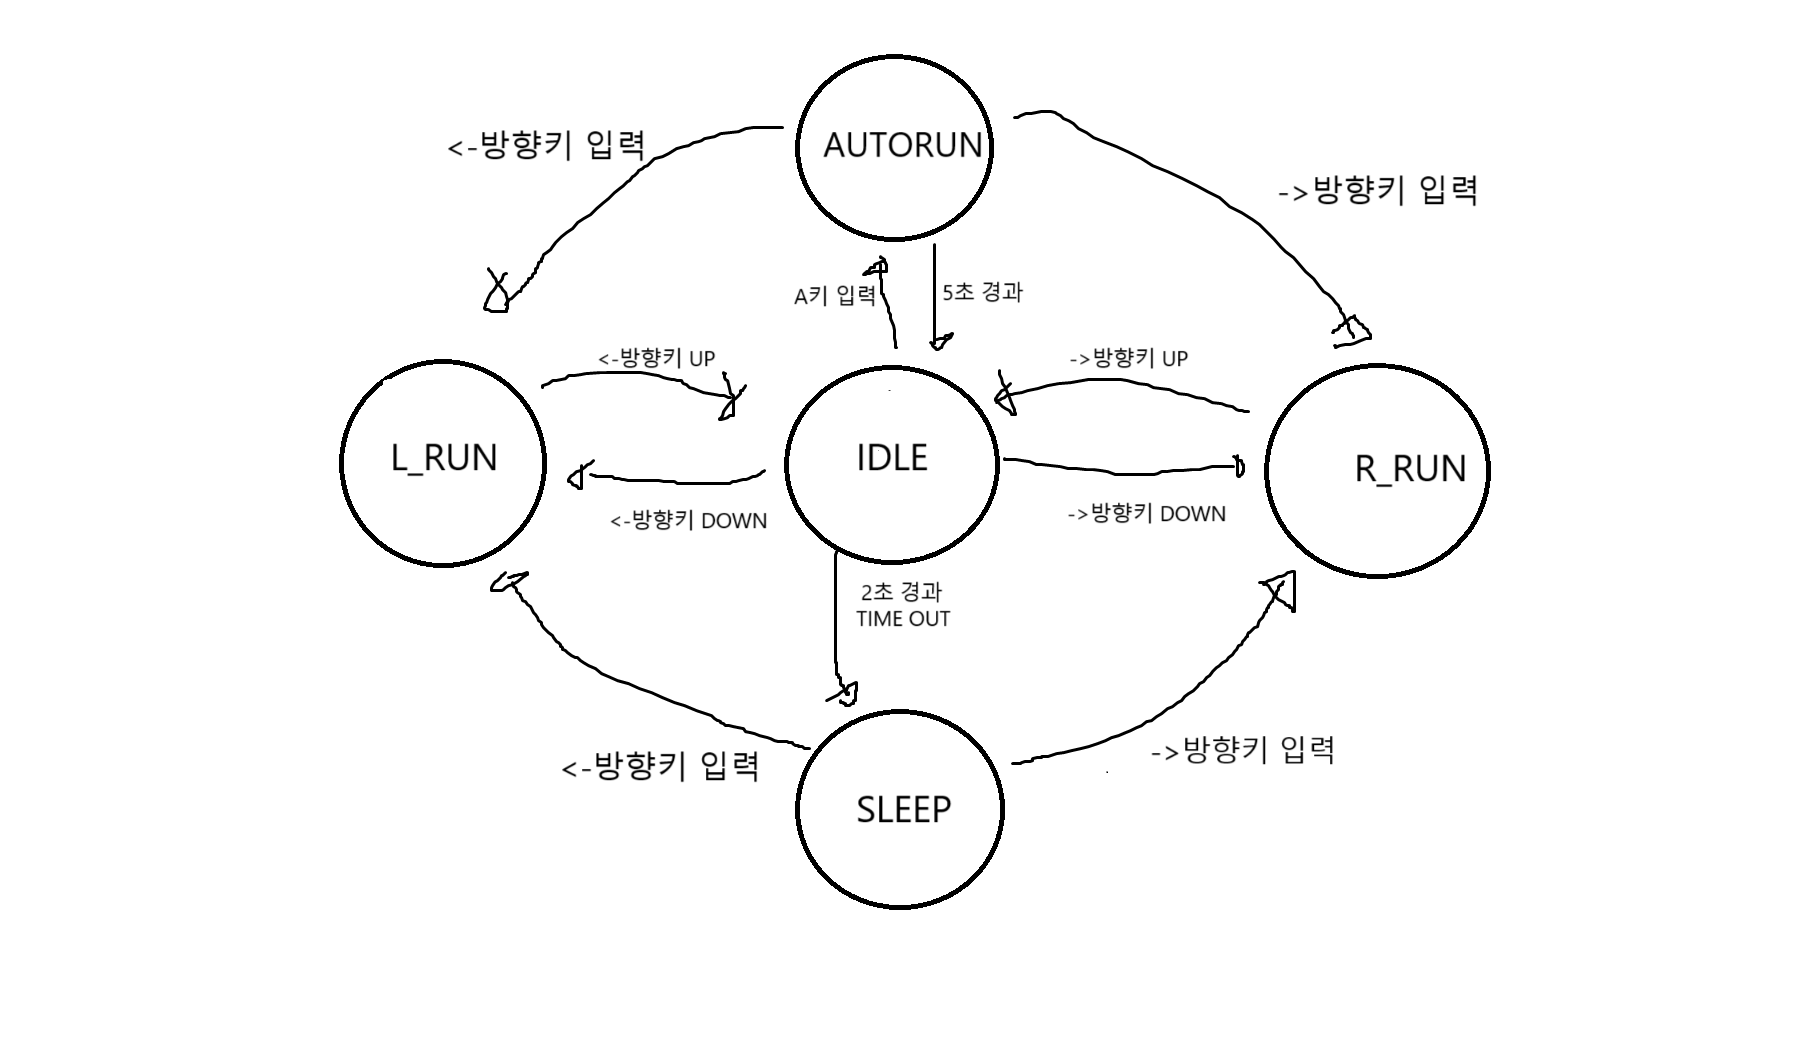 AUTORUN
<-방향키 입력
->방향키 입력
A키 입력
5초 경과
<-방향키 UP
->방향키 UP
L_RUN
IDLE
R_RUN
<-방향키 DOWN
->방향키 DOWN
2초 경과
TIME OUT
<-방향키 입력
->방향키 입력
SLEEP